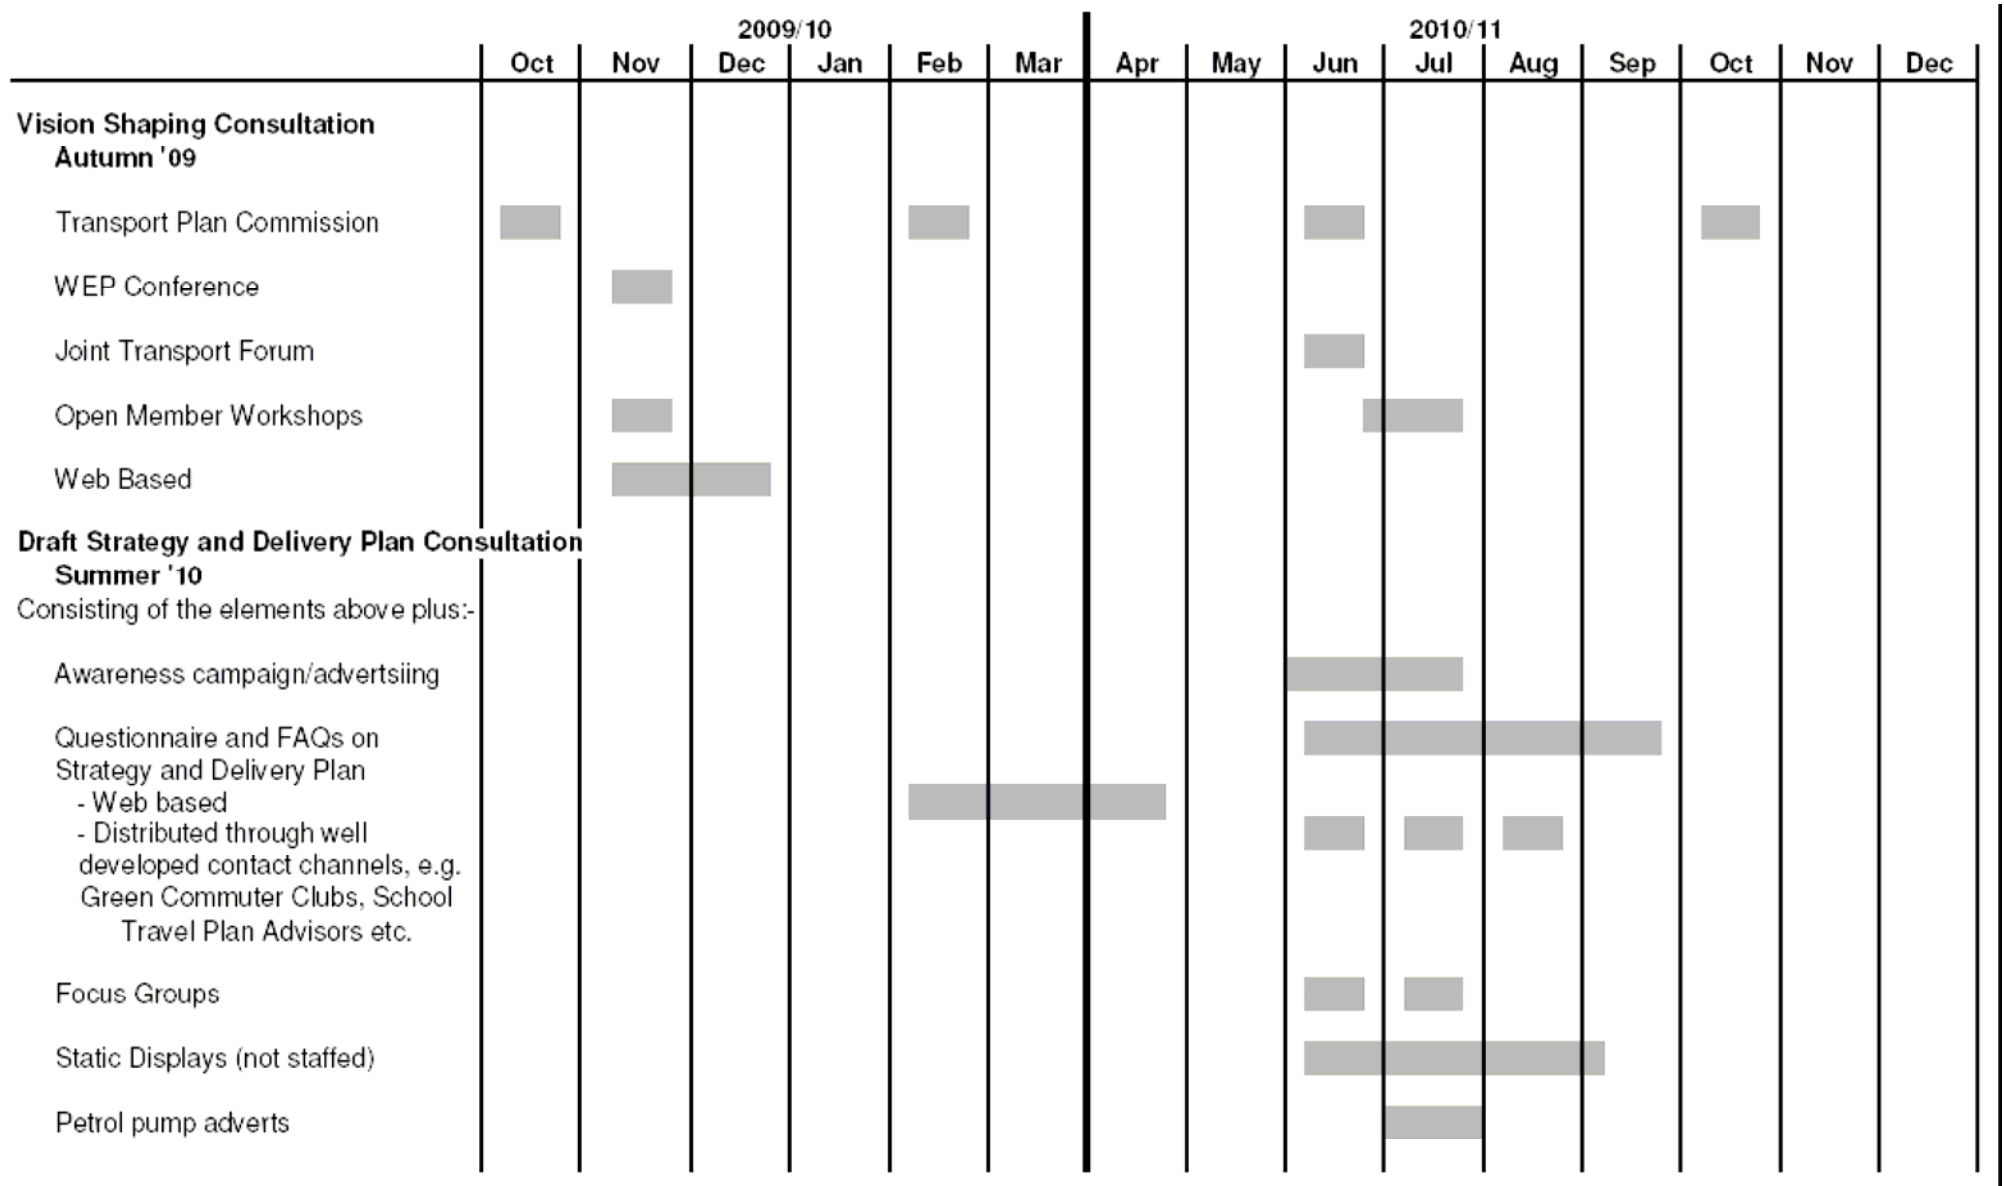 2009/10 2010/11
Oct Nov Dec Jan Feb Mar Apr May Jun Jul Aug Sep Oct Nov Dec
Vision Shaping Consultation
Autumn '09
Transport Plan Commission
WEP Conference
Joint Transport Forum
Open Member Workshops
Web Based
Draft Strategy and Delivery Plan Consultation
Summer '10
Consisting of the elements above plus:-
Awareness campaign/advertsiing
Questionnaire and FAQs on
Strategy and Delivery Plan
- Web based
- Distributed through well
developed contact channels, e.g.
Green Commuter Clubs, School
Travel Plan Advisors etc.
Focus Groups
Static Displays (not staffed)
Petrol pump adverts